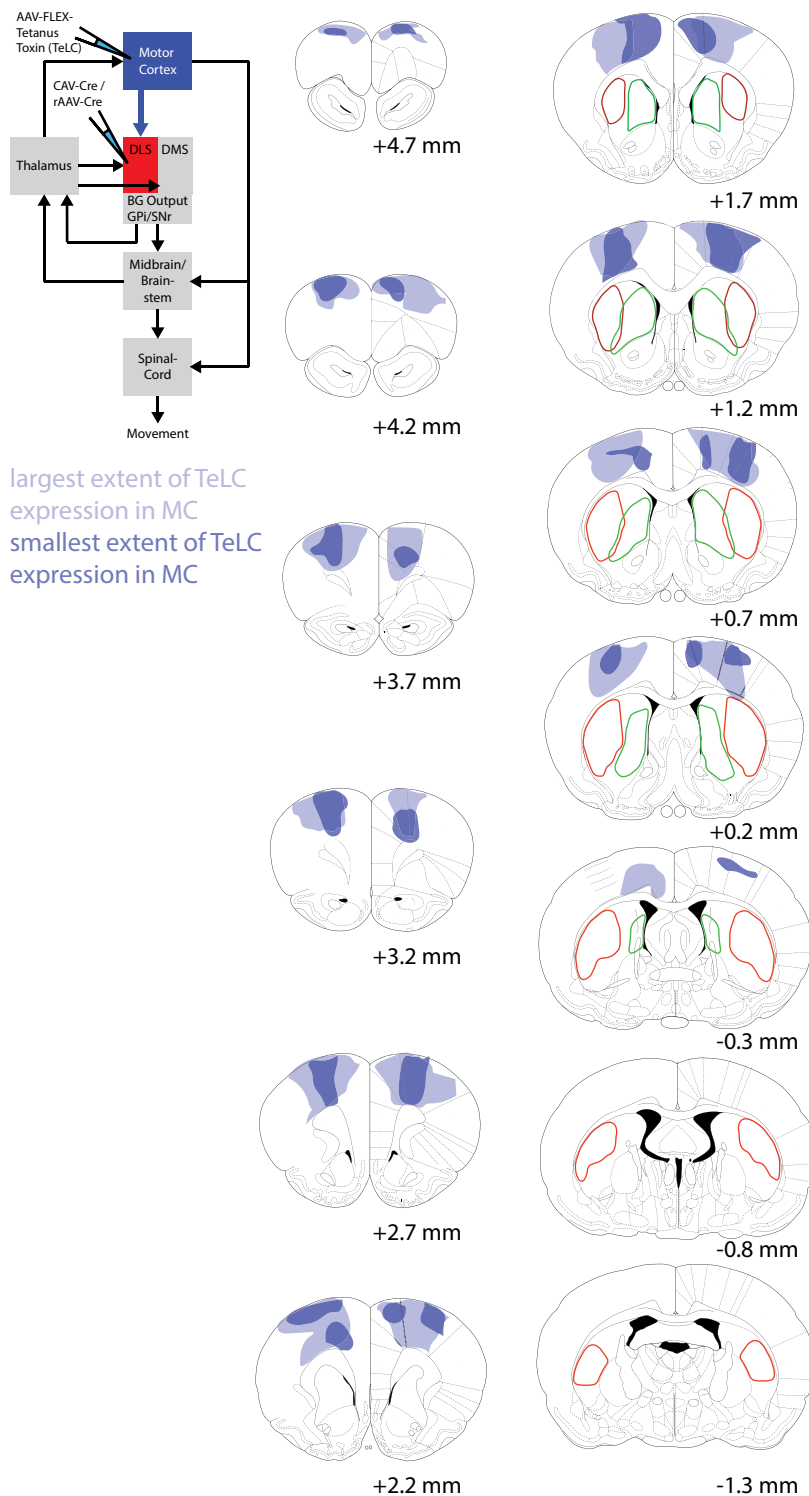 AAV-FLEX-
Tetanus
Toxin (TeLC)
Motor
Cortex
CAV-Cre /
rAAV-Cre
DLS
DMS
Thalamus
BG Output
GPi/SNr
Midbrain/
Brain-
stem
Spinal-
Cord
Movement
largest extent of TeLC
expression in MC
smallest extent of TeLC
expression in MC
+4.7 mm
+4.2 mm
+3.7 mm
+3.2 mm
+2.7 mm
+2.2 mm
+1.7 mm
+1.2 mm
+0.7 mm
+0.2 mm
-0.3 mm
-0.8 mm
-1.3 mm